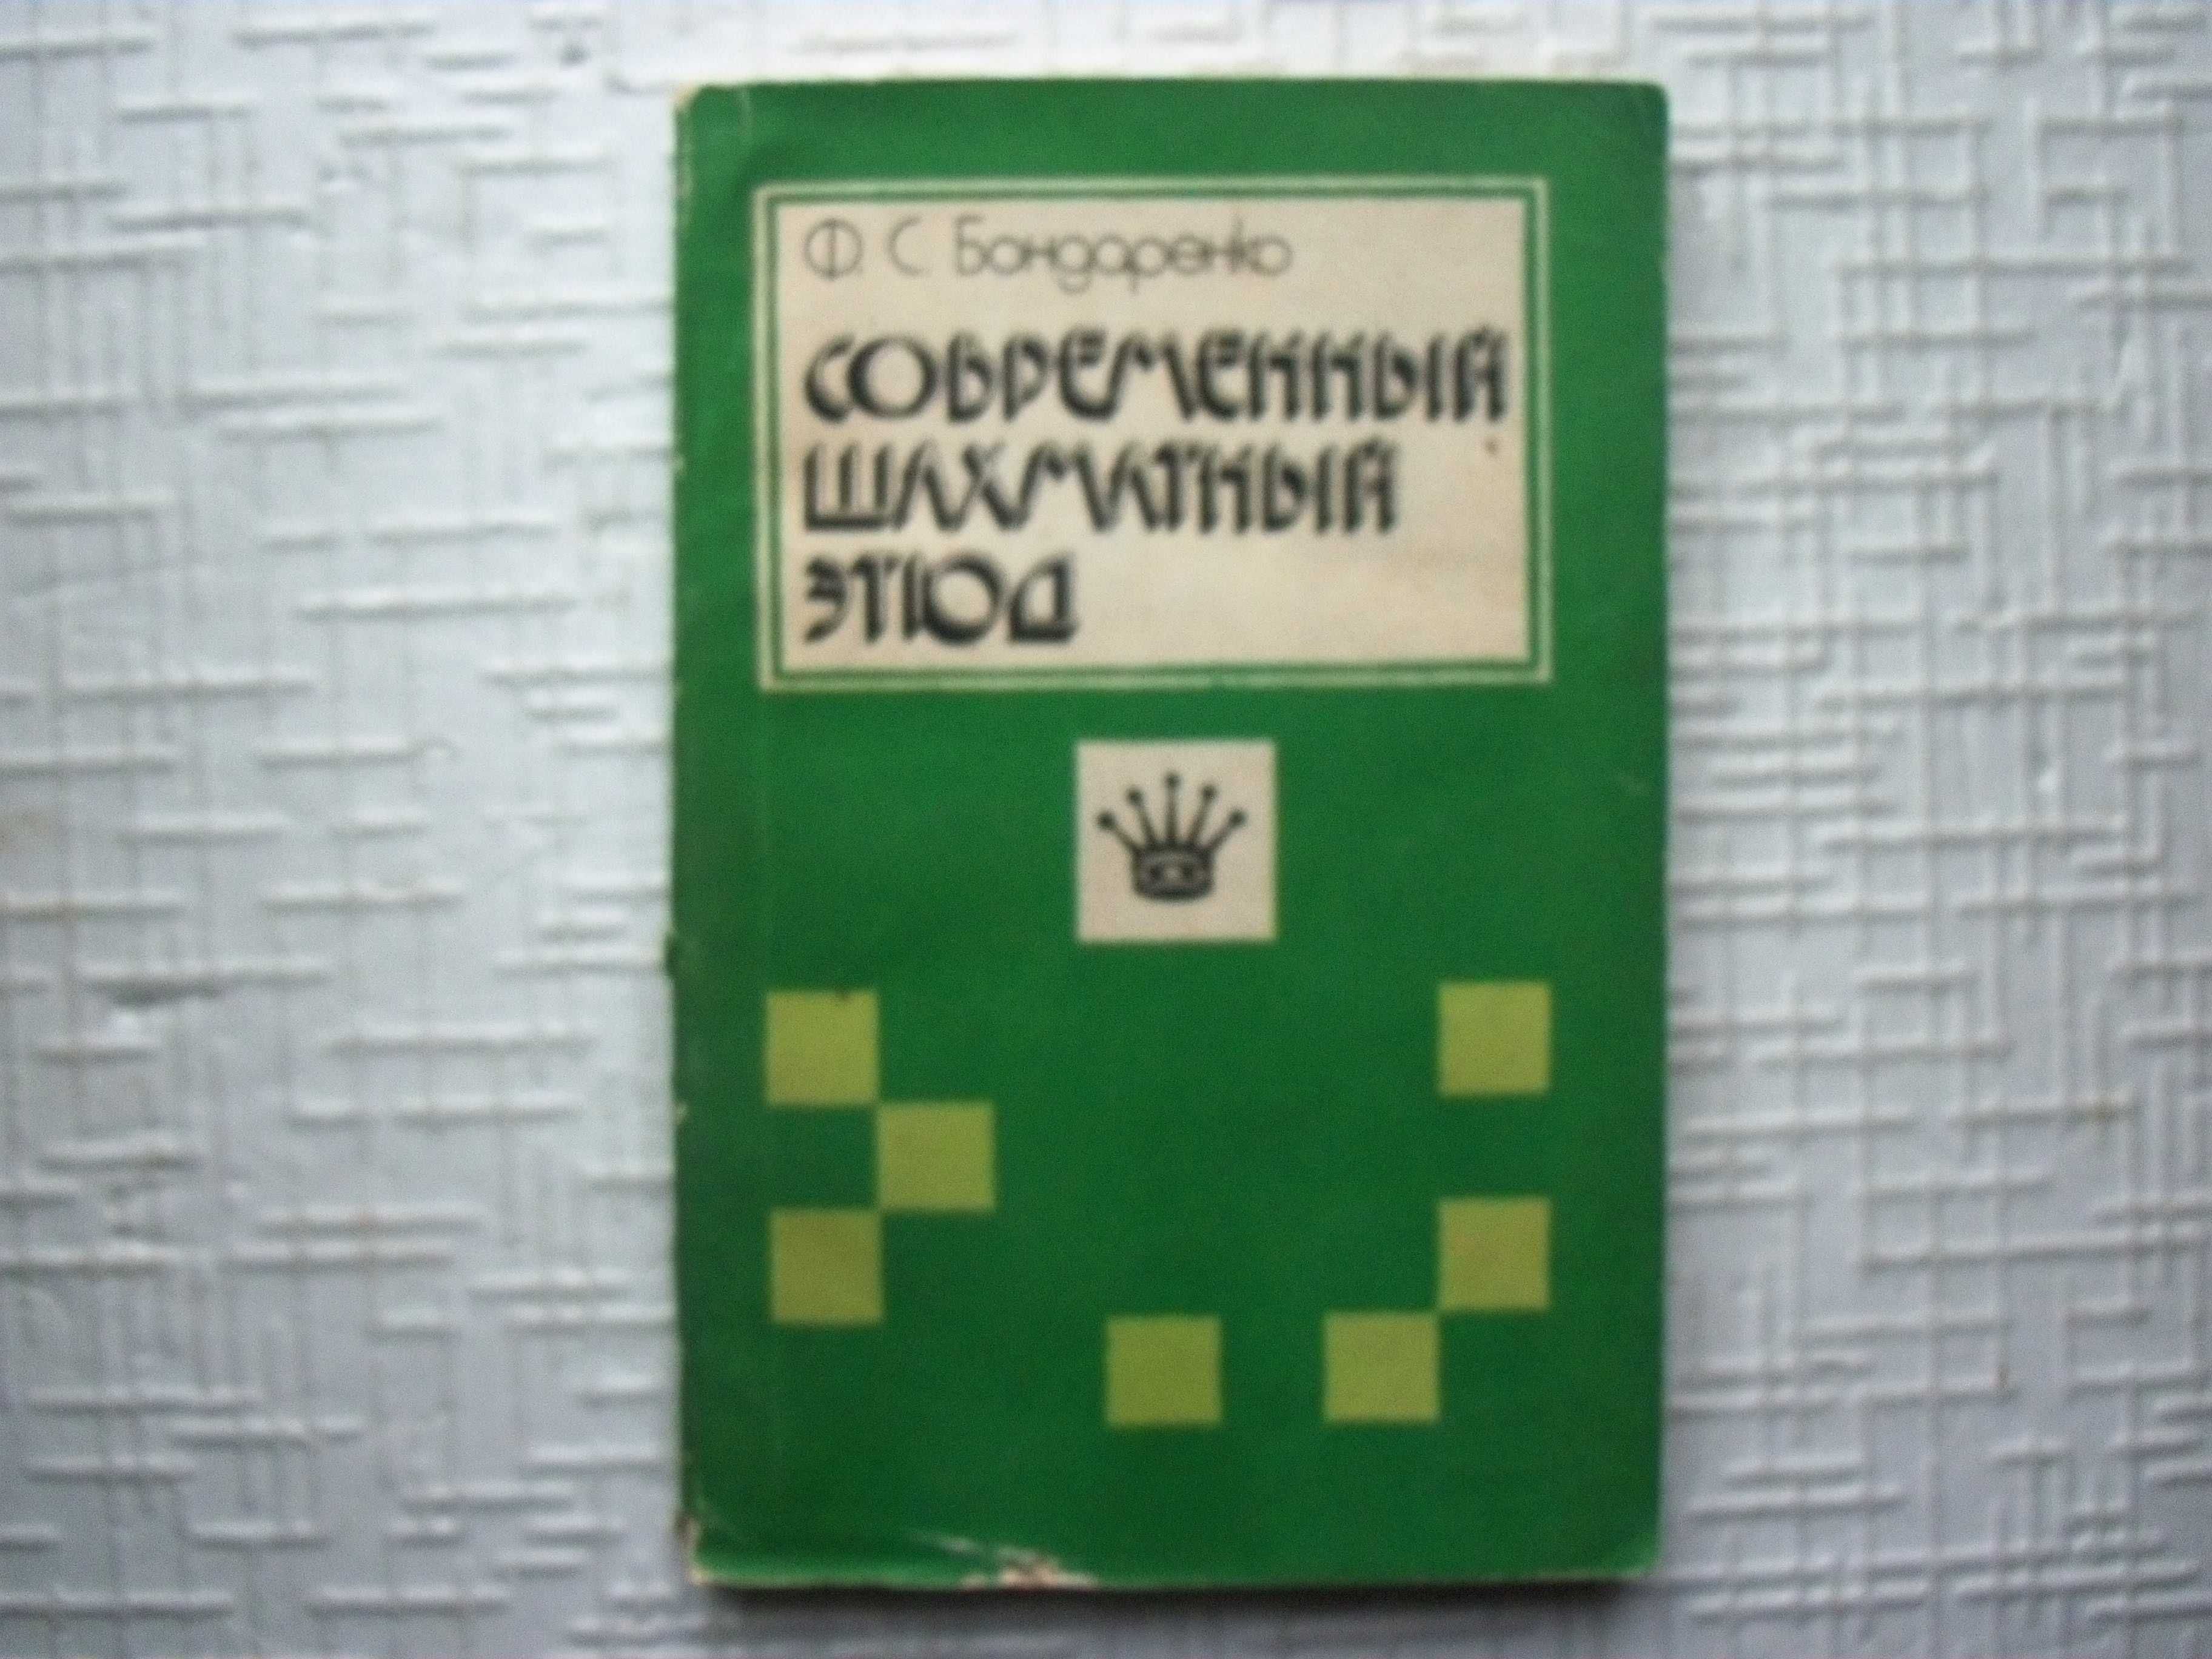 Ф. С. Бондаренко
СОВРЕМЕННЫЙ
ШАХМАТНЫЙ
ЭТЮД